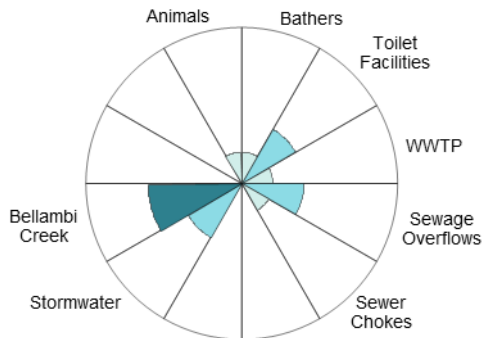 Animals
Bathers
Toilet
Facilities
WWTP
Sewage
Overflows
Sewer
Chokes
Stormwater
Bellambi
Creek